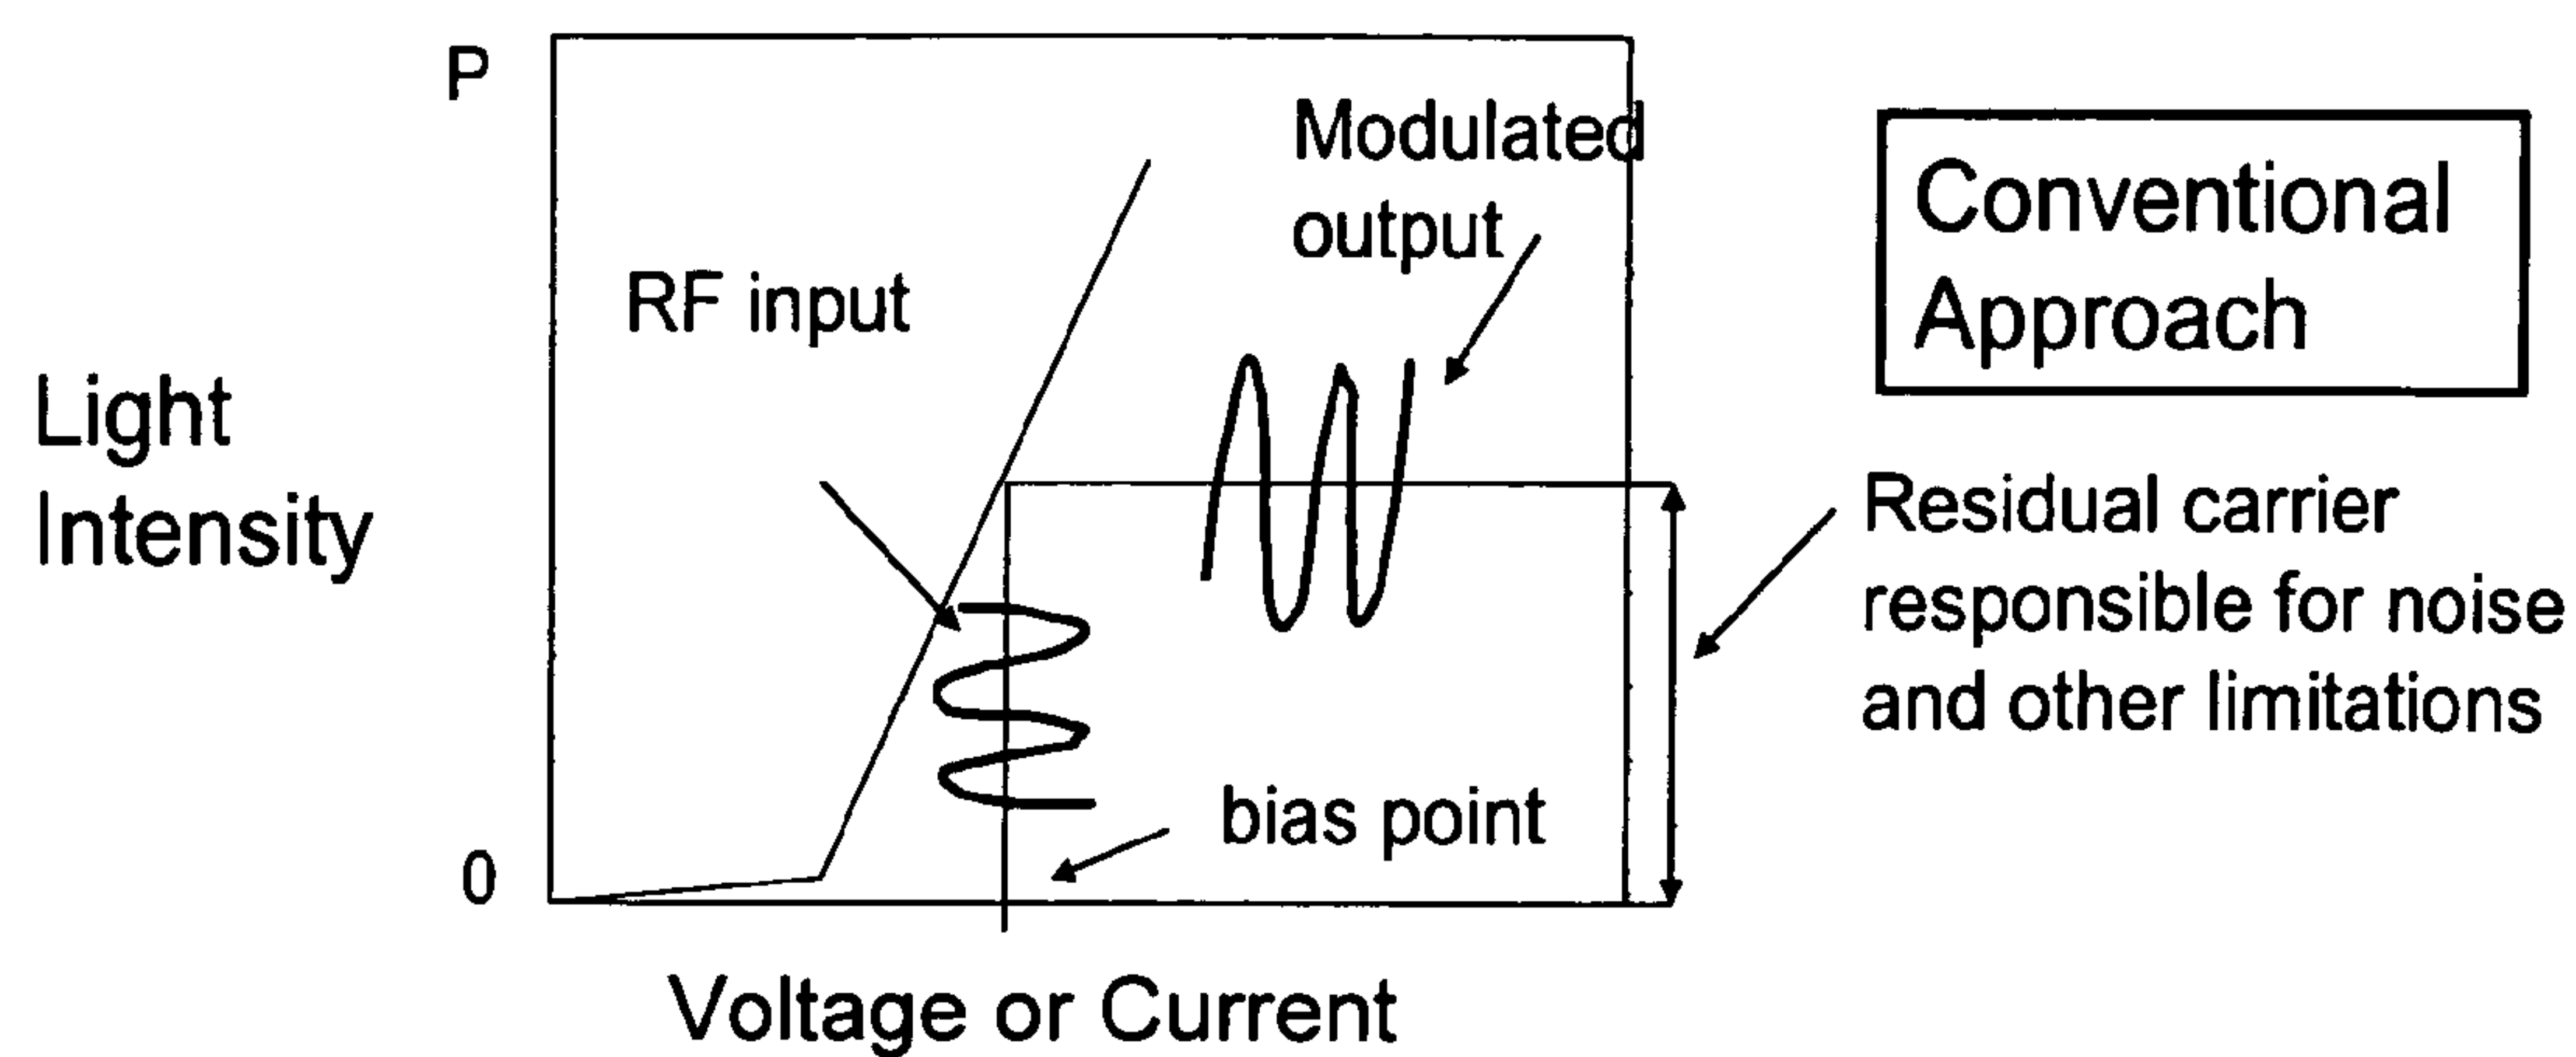 P
Modulated
output
RF input
Conventional
Approach
Light
Intensity
Residual carrier
responsible for noise
and other limitations
bias point
0
Voltage or Current